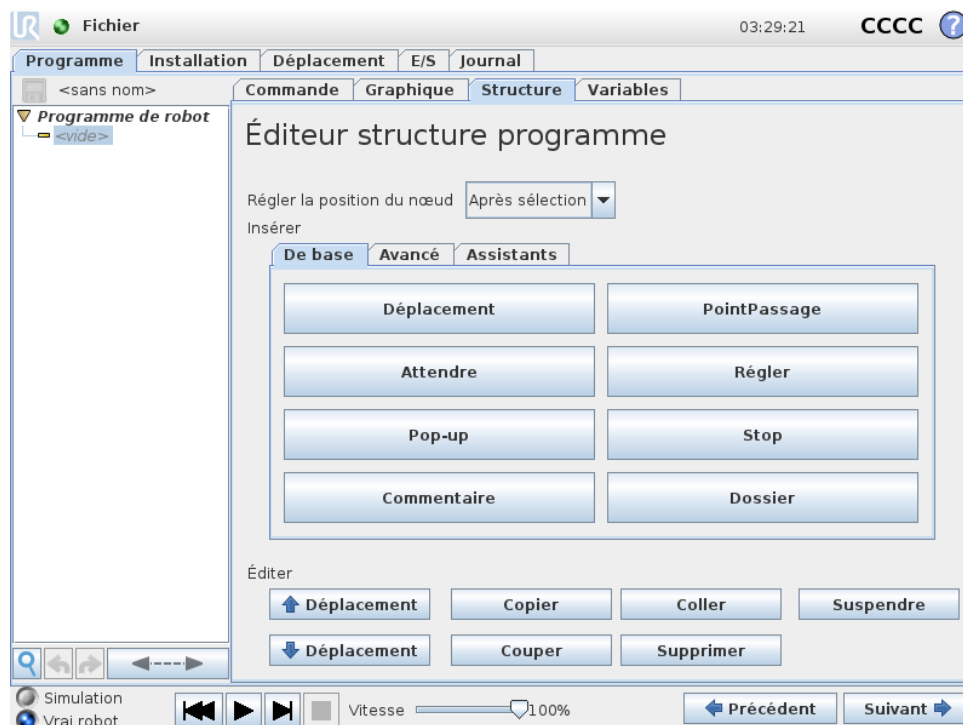 UR Fichier 03:29:21 CCCC ?
Programme Installation Déplacement E/S Journal
<sans nom> Commande Graphique Structure Variables
Programme de robot
<vide>
Éditeur structure programme
Régler la position du nœud Après sélection
Insérer
De base Avancé Assistants
Déplacement PointPassage
Attendre Régler
Pop-up Stop
Commentaire Dossier
Éditer
Déplacement Copier Coller Suspendre
Déplacement Couper Supprimer
Simulation
Vrai robot Vitesse 100% Précédent Suivant